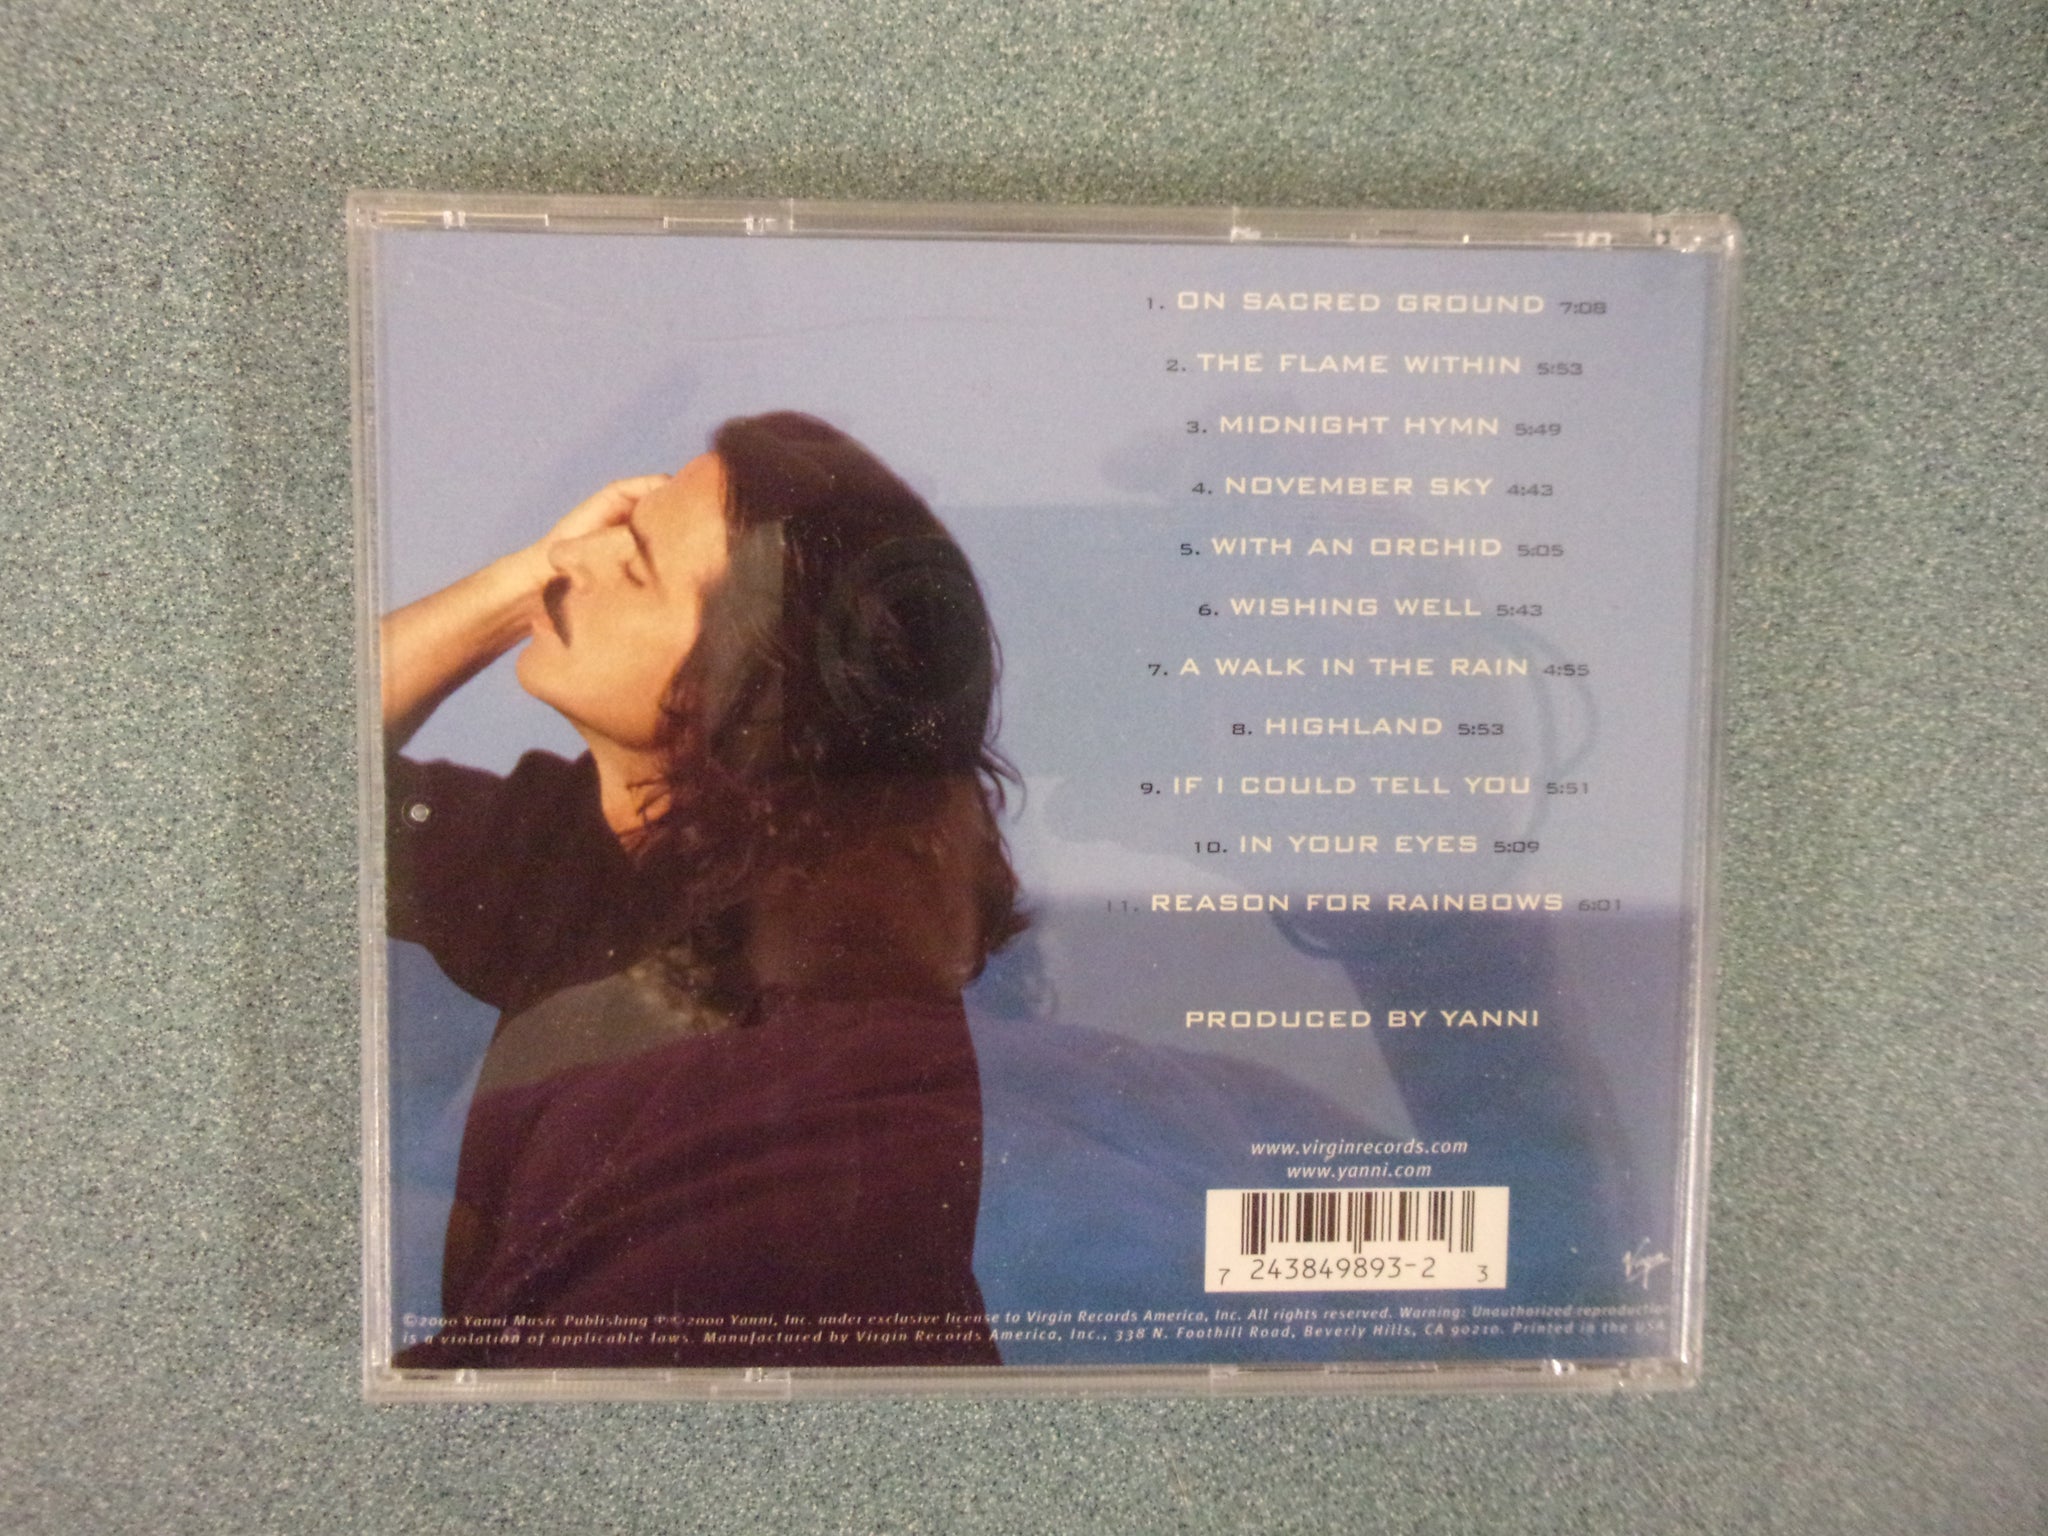 1. ON SACRED GROUND 7:08
2. THE FLAME WITHIN 5:53
3. MIDNIGHT HYMN 5:49
4. NOVEMBER SKY 4:43
5. WITH AN ORCHID 5:05
6. WISHING WELL 5:43
7. A WALK IN THE RAIN 4:55
8. HIGHLAND 5:53
9. IF I COULD TELL YOU 5:51
10. IN YOUR EYES 5:09
11. REASON FOR RAINBOWS 6:01
PRODUCED BY YANNI
www.virginrecords.com
www.yanni.com
7 243849893-2 3
Virgin
©2000 Yanni Music Publishing ℗©2000 Yanni, Inc. under exclusive license to Virgin Records America, Inc. All rights reserved. Warning: Unauthorized reproduction
is a violation of applicable laws. Manufactured by Virgin Records America, Inc., 338 N. Foothill Road, Beverly Hills, CA 90210. Printed in the USA